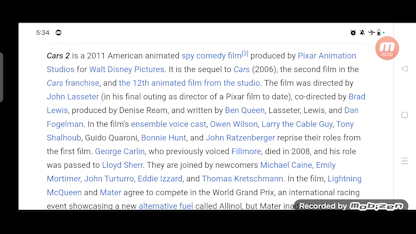 5:34
Cars 2 is a 2011 American animated spy comedy film[3] produced by Pixar Animation
Studios for Walt Disney Pictures. It is the sequel to Cars (2006), the second film in the
Cars franchise, and the 12th animated film from the studio. The film was directed by
John Lasseter (in his final outing as director of a Pixar film to date), co-directed by Brad
Lewis, produced by Denise Ream, and written by Ben Queen, Lasseter, Lewis, and Dan
Fogelman. In the film's ensemble voice cast, Owen Wilson, Larry the Cable Guy, Tony
Shalhoub, Guido Quaroni, Bonnie Hunt, and John Ratzenberger reprise their roles from
the first film. George Carlin, who previously voiced Fillmore, died in 2008, and his role
was passed to Lloyd Sherr. They are joined by newcomers Michael Caine, Emily
Mortimer, John Turturro, Eddie Izzard, and Thomas Kretschmann. In the film, Lightning
McQueen and Mater agree to compete in the World Grand Prix, an international racing
event showcasing a new alternative fuel called Allinol, but Mater ina
Recorded by mobizen